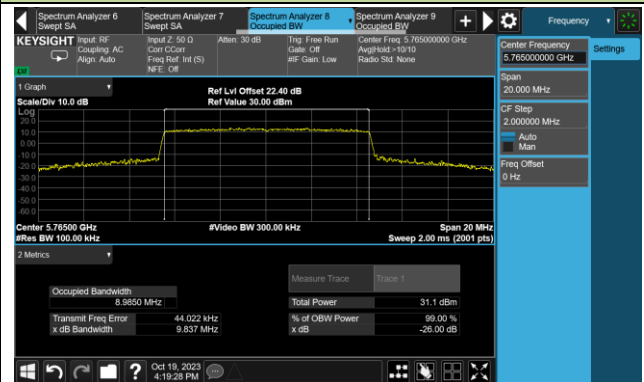 Spectrum Analyzer 6
Swept SA
Spectrum Analyzer 7
Swept SA
Spectrum Analyzer 8
Occupied BW
Spectrum Analyzer 9
Occupied BW
+
Frequency
KEYSIGHT
Input: RF
Coupling: AC
Align: Auto
Input Z: 50 Ω
Corr CCorr
Freq Ref: Int (S)
NFE: Off
Atten: 30 dB
Trig: Free Run
Gate: Off
#IF Gain: Low
Center Freq: 5.765000000 GHz
Avg|Hold:>10/10
Radio Std: None
Center Frequency
5.765000000 GHz
Settings
Span
20.000 MHz
CF Step
2.000000 MHz
Auto
Man
Freq Offset
0 Hz
1 Graph
Scale/Div 10.0 dB
Ref Lvl Offset 22.40 dB
Ref Value 30.00 dBm
Log
20.0
10.0
0.00
-10.0
-20.0
-30.0
-40.0
-50.0
-60.0
Center 5.76500 GHz
#Res BW 100.00 kHz
#Video BW 300.00 kHz
Span 20 MHz
Sweep 2.00 ms (2001 pts)
2 Metrics
Measure Trace
Trace 1
Occupied Bandwidth
8.9850 MHz
Total Power
31.1 dBm
Transmit Freq Error
44.022 kHz
% of OBW Power
99.00 %
x dB Bandwidth
9.837 MHz
x dB
-26.00 dB
?
Oct 19, 2023
4:19:28 PM